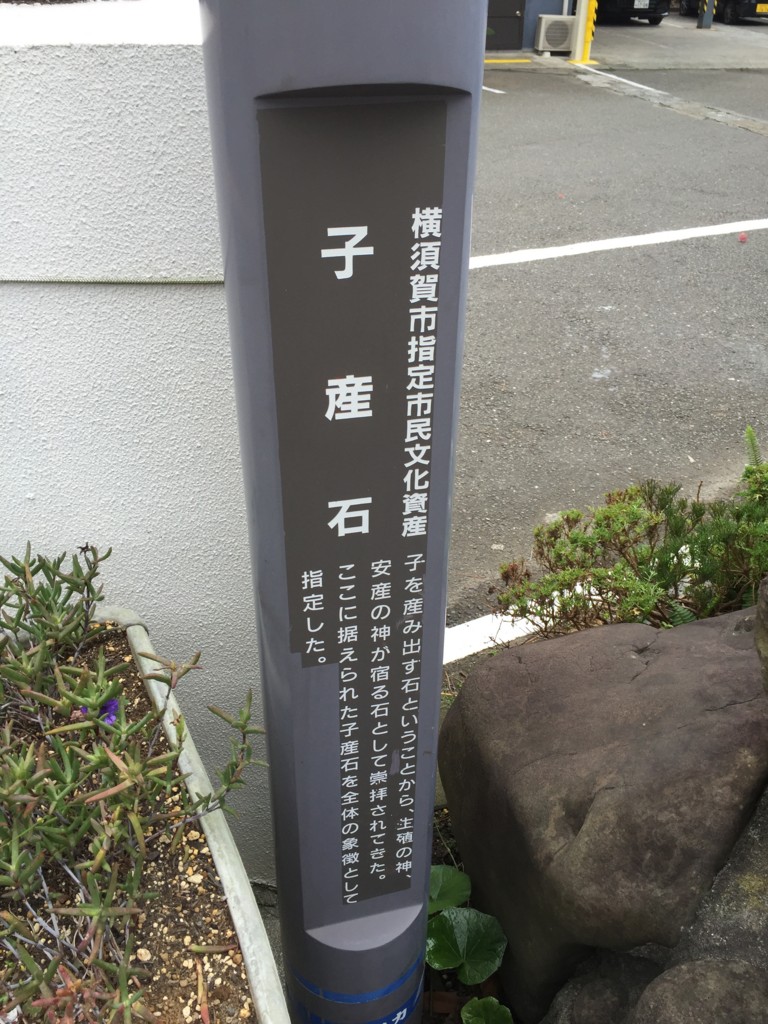 横須賀市指定市民文化資産
子産石
子を産み出す石ということから、生殖の神、
安産の神が宿る石として崇拝されてきた。
ここに据えられた子産石を全体の象徴として
指定した。